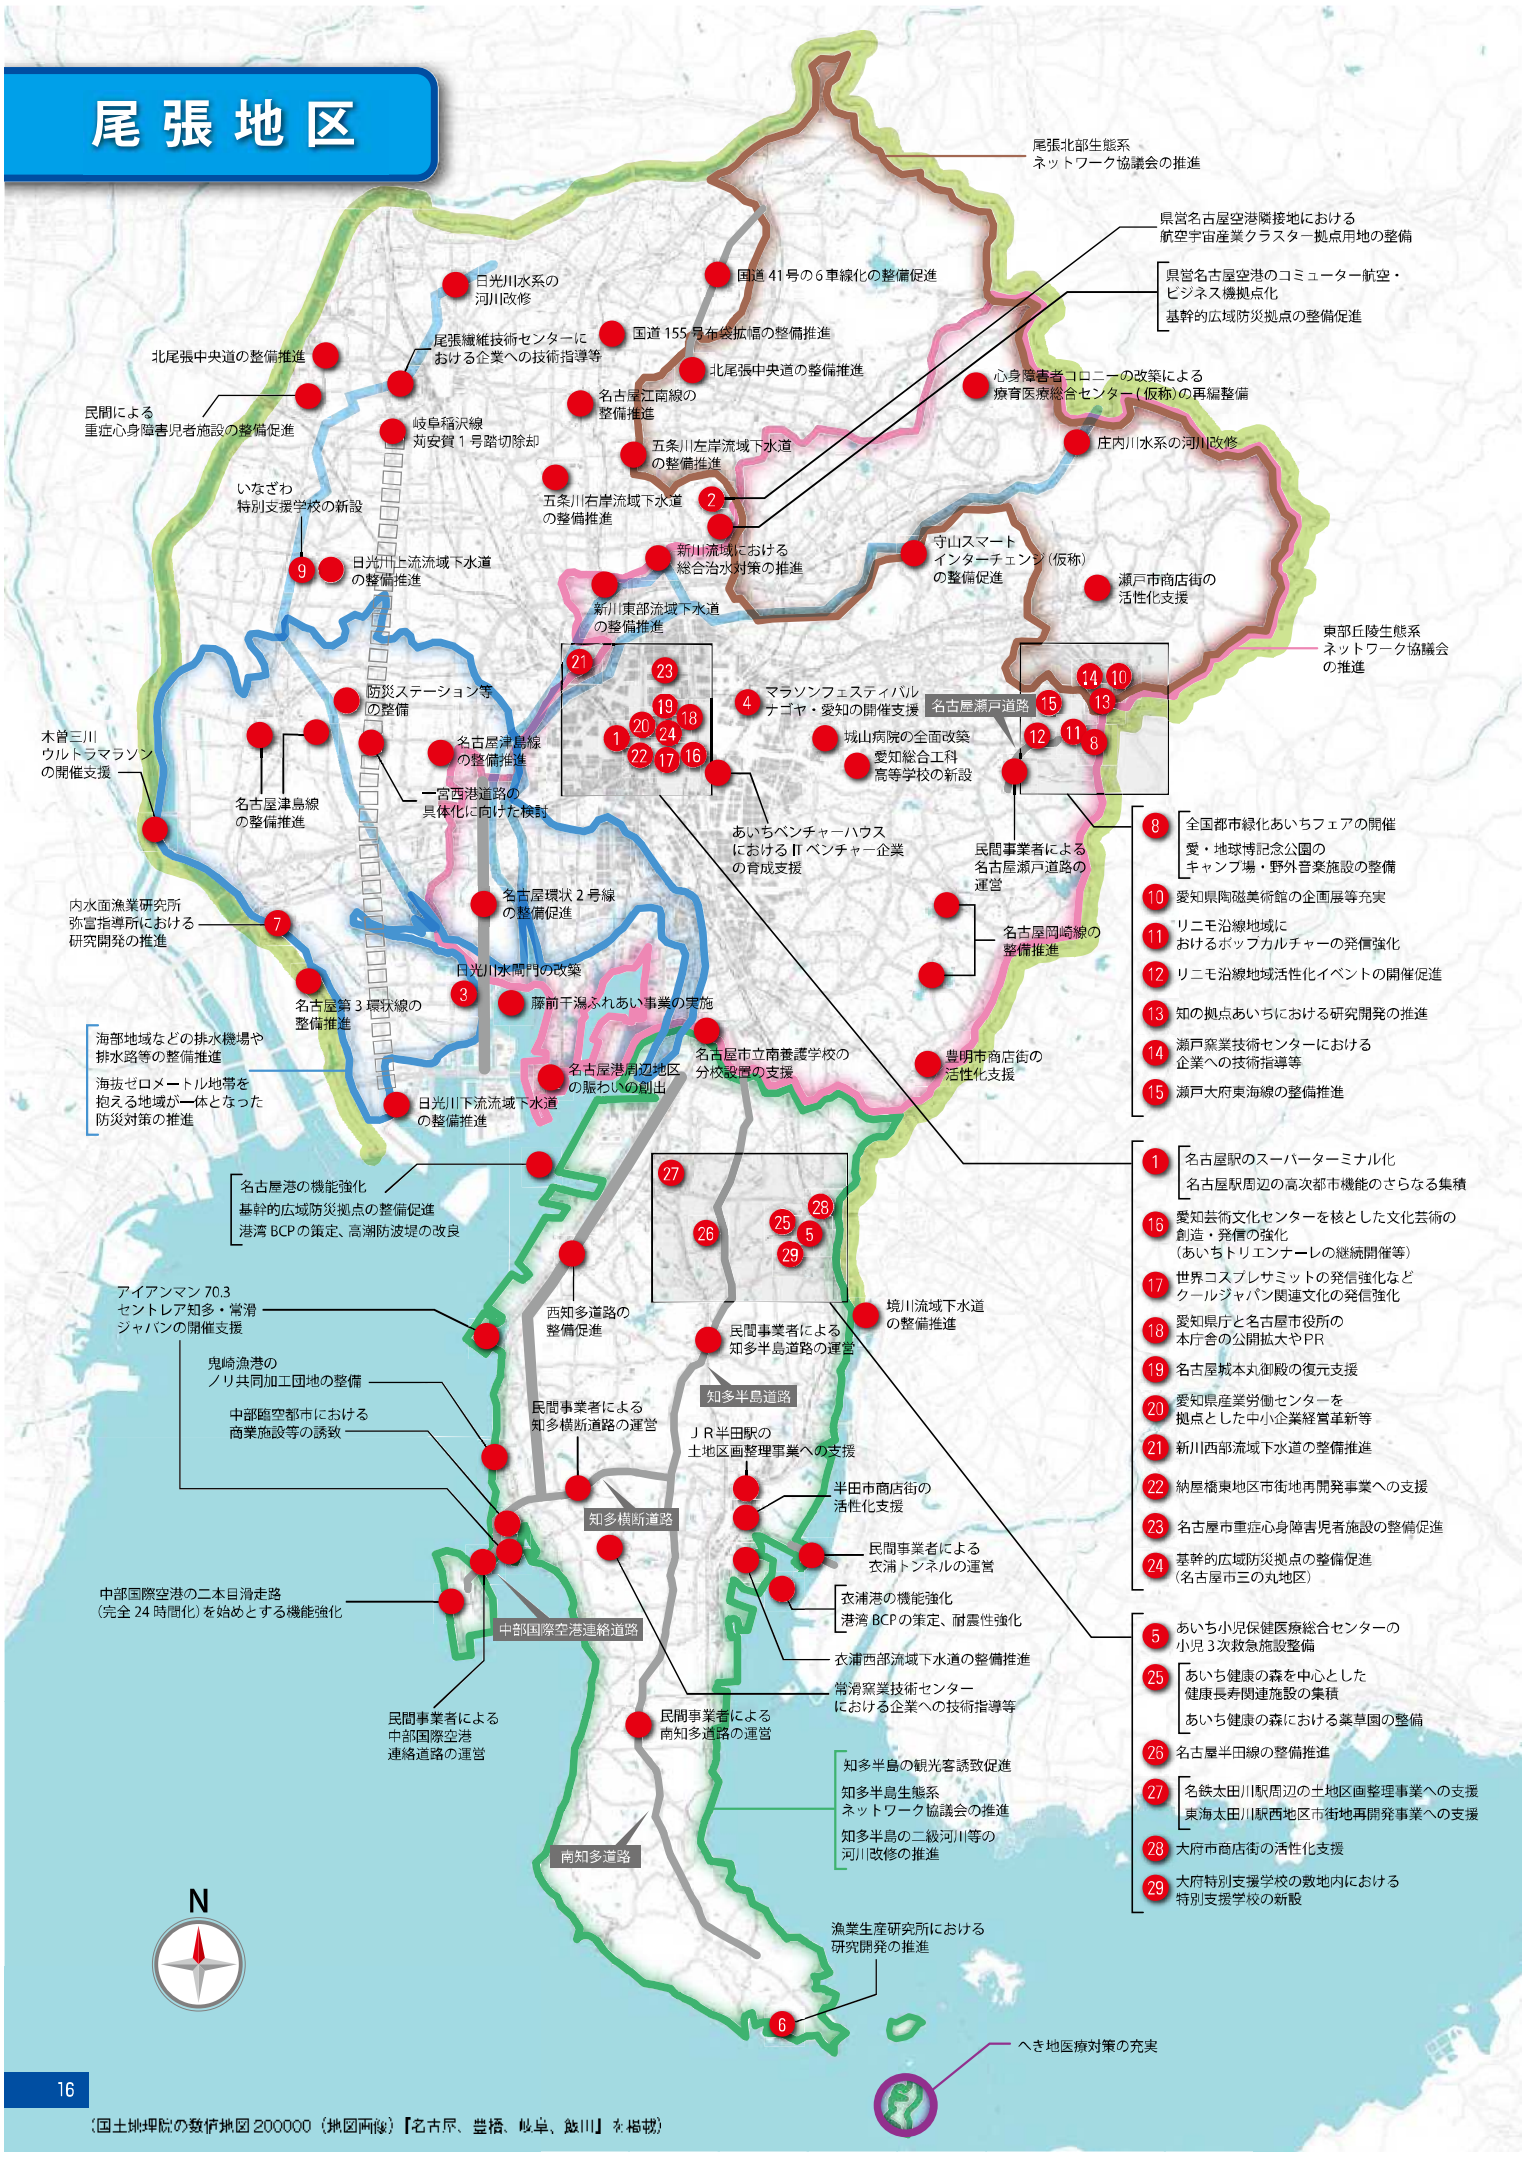 尾張地区
尾張北部生態系
ネットワーク協議会の推進
県営名古屋空港隣接地における
航空宇宙産業クラスター拠点用地の整備
県営名古屋空港のコミューター航空・
ビジネス機拠点化
基幹的広域防災拠点の整備促進
日光川水系の
河川改修
国道 41 号の6車線化の整備促進
国道 155 号布袋拡幅の整備推進
尾張繊維技術センターに
おける企業への技術指導等
北尾張中央道の整備推進
北尾張中央道の整備推進
心身障害者コロニーの改築による
療育医療総合センター(仮称)の再編整備
名古屋江南線の
整備推進
民間による
重症心身障害児者施設の整備促進
岐阜稲沢線
苅安賀 1 号踏切除却
五条川左岸流域下水道
の整備推進
庄内川水系の河川改修
いなざわ
特別支援学校の新設
五条川右岸流域下水道
の整備推進
2
新川流域における
総合治水対策の推進
守山スマート
インターチェンジ(仮称)
の整備促進
9
日光川上流流域下水道
の整備推進
瀬戸市商店街の
活性化支援
新川東部流域下水道
の整備推進
東部丘陵生態系
ネットワーク協議会
の推進
21
23
19
18
20
24
1
22
17
16
14
10
15
13
12
11
8
防災ステーション等
の整備
4
マラソンフェスティバル
ナゴヤ・愛知の開催支援
名古屋瀬戸道路
城山病院の全面改築
愛知総合工科
高等学校の新設
木曽三川
ウルトラマラソン
の開催支援
名古屋津島線
の整備推進
名古屋津島線
の整備推進
一宮西港道路の
具体化に向けた検討
あいちベンチャーハウス
における IT ベンチャー企業
の育成支援
民間事業者による
名古屋瀬戸道路の
運営
8
全国都市緑化あいちフェアの開催
愛・地球博記念公園の
キャンプ場・野外音楽施設の整備
10 愛知県陶磁美術館の企画展等充実
11 リニモ沿線地域に
おけるポップカルチャーの発信強化
12 リニモ沿線地域活性化イベントの開催促進
13 知の拠点あいちにおける研究開発の推進
14 瀬戸窯業技術センターにおける
企業への技術指導等
15 瀬戸大府東海線の整備推進
内水面漁業研究所
弥富指導所における
研究開発の推進
7
名古屋環状 2 号線
の整備促進
名古屋岡崎線の
整備推進
日光川水閘門の改築
3
名古屋第 3 環状線の
整備推進
藤前干潟ふれあい事業の実施
海部地域などの排水機場や
排水路等の整備推進
海抜ゼロメートル地帯を
抱える地域が一体となった
防災対策の推進
名古屋市立南養護学校の
分校設置の支援
豊明市商店街の
活性化支援
名古屋港周辺地区
の賑わいの創出
日光川下流流域下水道
の整備推進
1
名古屋駅のスーパーターミナル化
名古屋駅周辺の高次都市機能のさらなる集積
16 愛知芸術文化センターを核とした文化芸術の
創造・発信の強化
(あいちトリエンナーレの継続開催等)
17 世界コスプレサミットの発信強化など
クールジャパン関連文化の発信強化
18 愛知県庁と名古屋市役所の
本庁舎の公開拡大やPR
19 名古屋城本丸御殿の復元支援
20 愛知県産業労働センターを
拠点とした中小企業経営革新等
21 新川西部流域下水道の整備推進
22 納屋橋東地区市街地再開発事業への支援
23 名古屋市重症心身障害児者施設の整備促進
24 基幹的広域防災拠点の整備促進
(名古屋市三の丸地区)
名古屋港の機能強化
基幹的広域防災拠点の整備促進
港湾 BCPの策定、高潮防波堤の改良
27
28
25
26
5
29
アイアンマン 70.3
セントレア知多・常滑
ジャパンの開催支援
西知多道路の
整備促進
境川流域下水道
の整備推進
民間事業者による
知多半島道路の運営
鬼崎漁港の
ノリ共同加工団地の整備
知多半島道路
中部臨空都市における
商業施設等の誘致
民間事業者による
知多横断道路の運営
JR半田駅の
土地区画整理事業への支援
半田市商店街の
活性化支援
知多横断道路
民間事業者による
衣浦トンネルの運営
中部国際空港の二本目滑走路
(完全 24 時間化)を始めとする機能強化
衣浦港の機能強化
港湾 BCPの策定、耐震性強化
中部国際空港連絡道路
衣浦西部流域下水道の整備推進
常滑窯業技術センター
における企業への技術指導等
民間事業者による
中部国際空港
連絡道路の運営
民間事業者による
南知多道路の運営
5 あいち小児保健医療総合センターの
小児 3 次救急施設整備
25
あいち健康の森を中心とした
健康長寿関連施設の集積
あいち健康の森における薬草園の整備
26 名古屋半田線の整備推進
27
名鉄太田川駅周辺の土地区画整理事業への支援
東海太田川駅西地区市街地再開発事業への支援
28 大府市商店街の活性化支援
29 大府特別支援学校の敷地内における
特別支援学校の新設
知多半島の観光客誘致促進
知多半島生態系
ネットワーク協議会の推進
知多半島の二級河川等の
河川改修の推進
南知多道路
漁業生産研究所における
研究開発の推進
6
N
へき地医療対策の充実
16
(国土地理院の数値地図 200000(地図画像)『名古屋、豊橋、岐阜、飯田』を掲載)